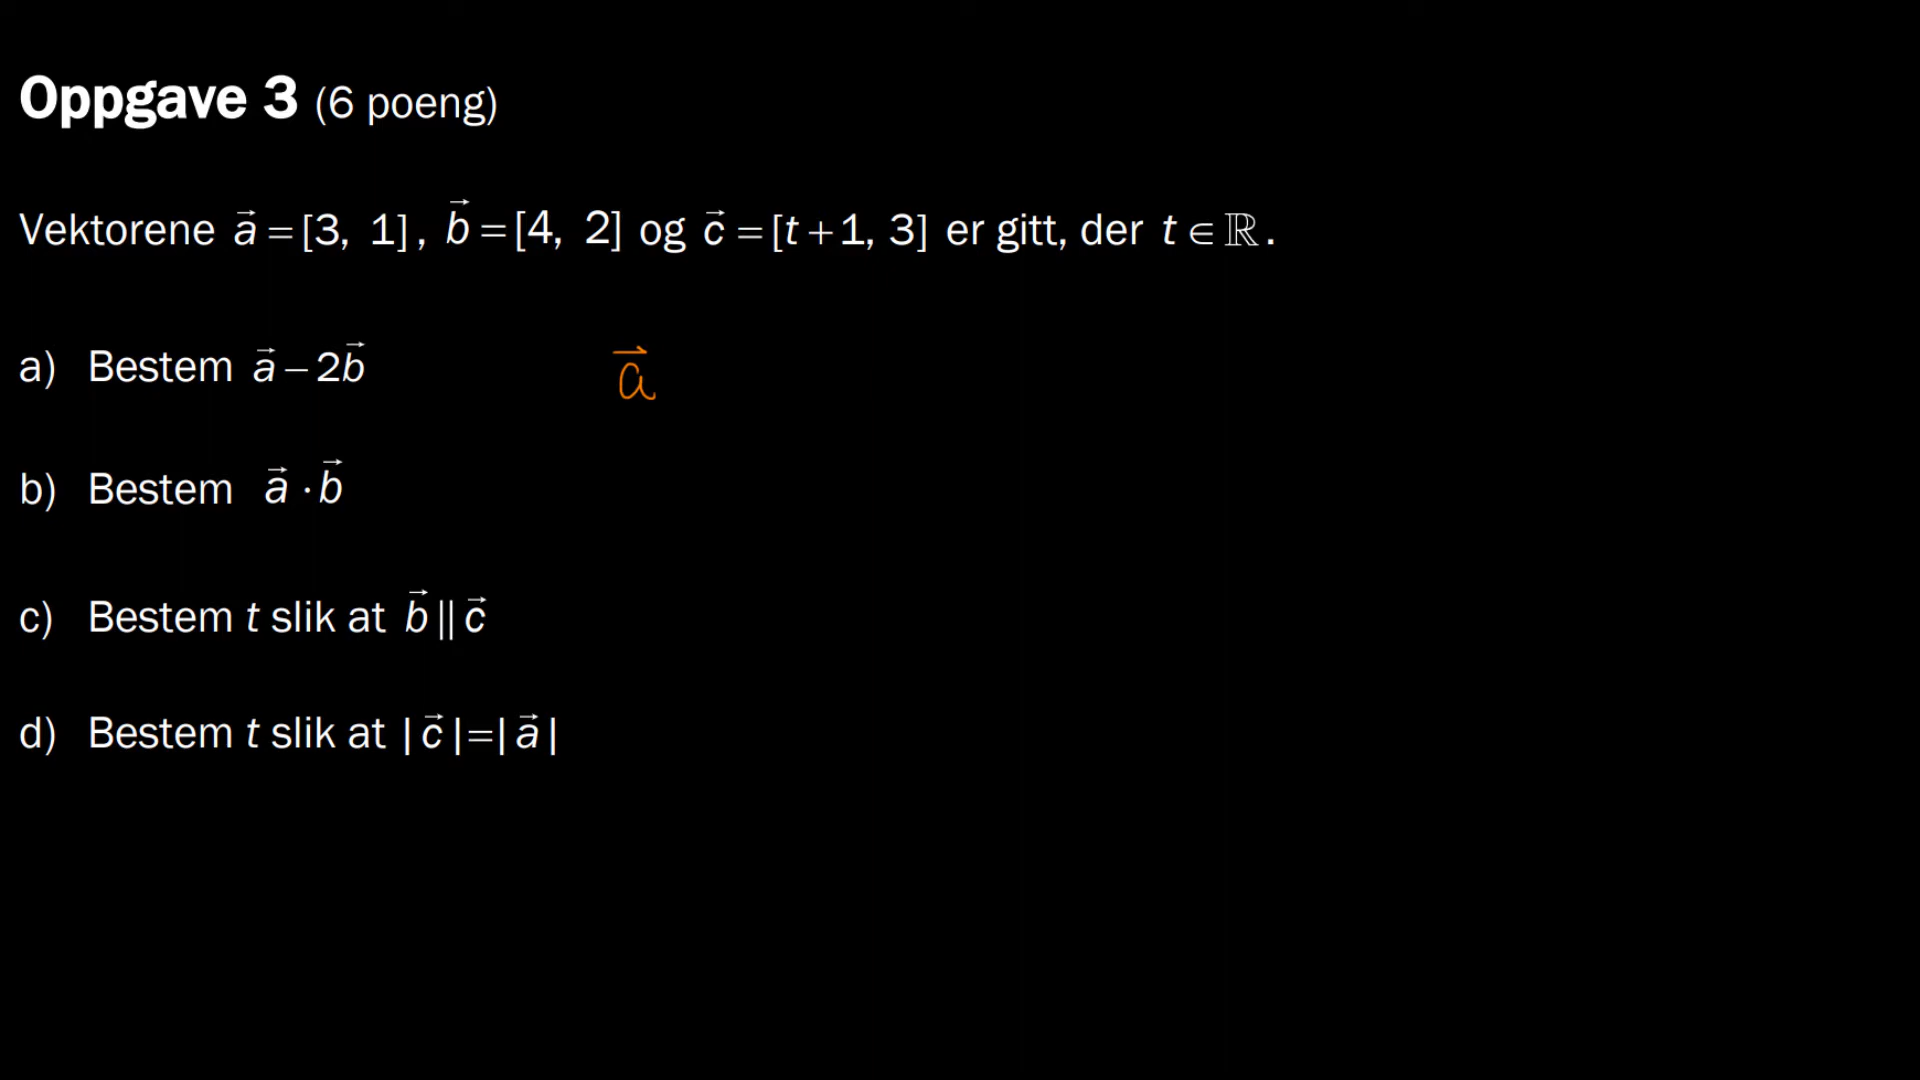 Oppgave 3 (6 poeng)
Vektorene a⃗ = [3, 1], b⃗ = [4, 2] og c⃗ = [t + 1, 3] er gitt, der t ∈ ℝ.
a) Bestem a⃗ – 2b⃗
a⃗
b) Bestem a⃗ · b⃗
c) Bestem t slik at b⃗ || c⃗
d) Bestem t slik at | c⃗ |=| a⃗ |